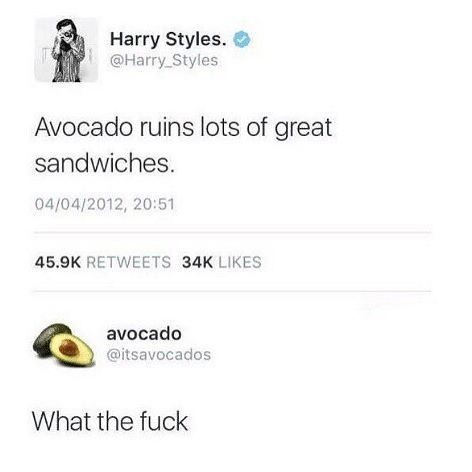 Harry Styles.
@Harry_Styles
Avocado ruins lots of great
sandwiches.
04/04/2012, 20:51
45.9K RETWEETS 34K LIKES
avocado
@itsavocados
What the fuck